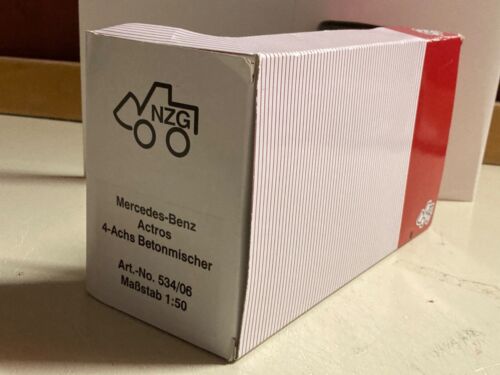 NZG
Mercedes-Benz
Actros
4-Achs Betonmischer
Art.-No. 534/06
Maßstab 1:50